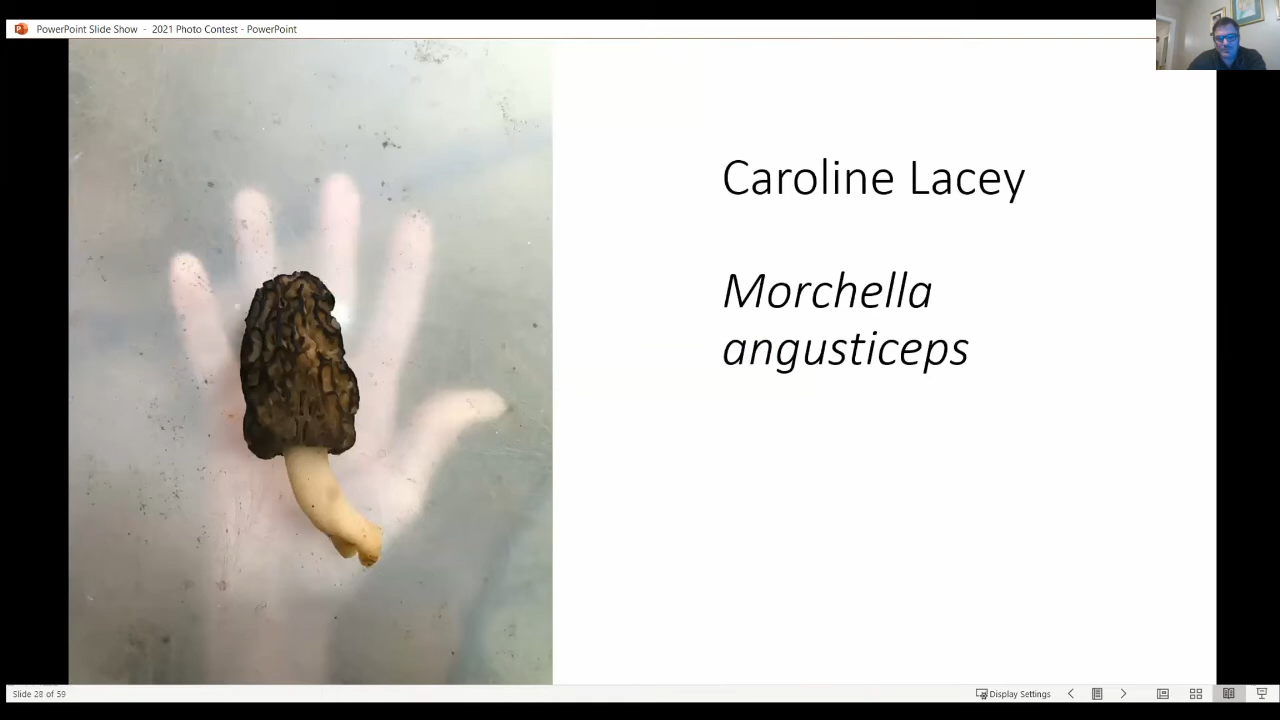 PowerPoint Slide Show - 2021 Photo Contest - PowerPoint
Caroline Lacey
Morchella
angusticeps
Slide 28 of 59
Display Settings